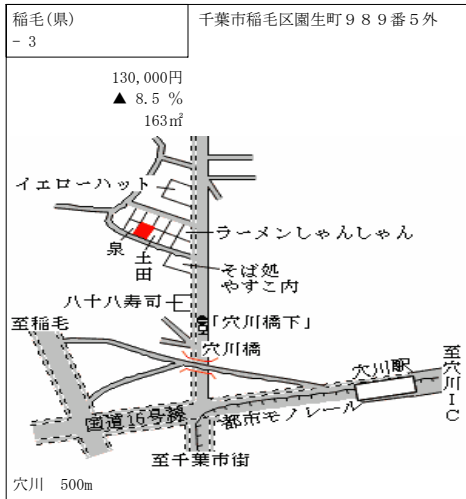 稲毛(県)
- 3
千葉市稲毛区園生町989番5外
130,000円
▲ 8.5 %
163㎡
イエローハット
ラーメンしゃんしゃん
泉
土田
そば処
やすこ内
八十八寿司
至稲毛
「穴川橋下」
穴川橋
穴川駅
至穴川IC
国道16号線
都市モノレール
至千葉市街
穴川 500m